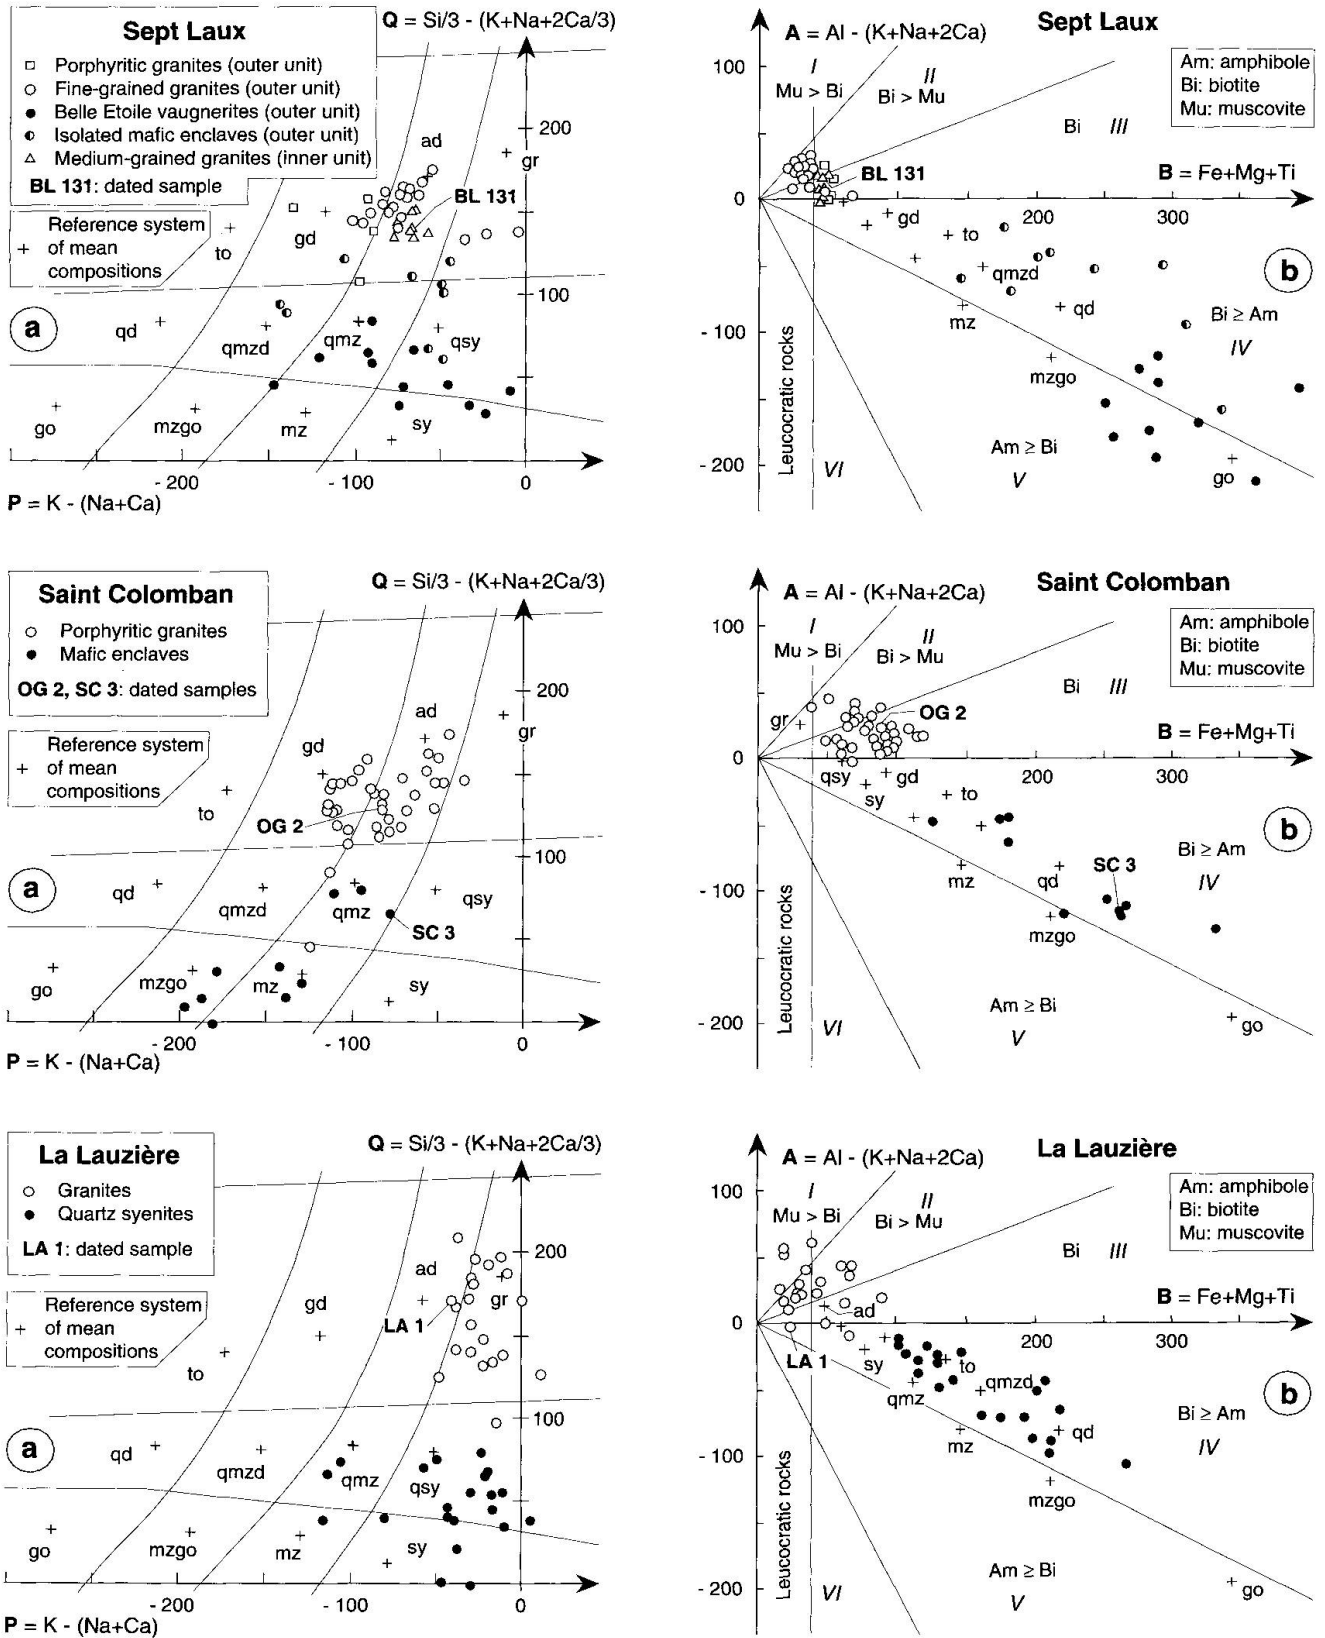 Sept Laux
Porphyritic granites (outer unit)
Fine-grained granites (outer unit)
Belle Etoile vaugnerites (outer unit)
Isolated mafic enclaves (outer unit)
Medium-grained granites (inner unit)
BL 131: dated sample
Reference system
+ of mean
compositions
Q = Si/3 - (K+Na+2Ca/3)
200
ad
gr
BL 131
gd
to
100
a
qd
qmzd
qmz
qsy
go
mzgo
mz
sy
- 200
- 100
0
P = K - (Na+Ca)
A = Al - (K+Na+2Ca)
Sept Laux
Am: amphibole
Bi: biotite
Mu: muscovite
100
I
Mu > Bi
II
Bi > Mu
Bi III
BL 131
B = Fe+Mg+Ti
0
200
300
gd
to
qmzd
b
mz
qd
Bi ≥ Am
IV
- 100
mzgo
Leucocratic rocks
Am ≥ Bi
V
VI
go
- 200
Saint Colomban
Porphyritic granites
Mafic enclaves
OG 2, SC 3: dated samples
Reference system
+ of mean
compositions
Q = Si/3 - (K+Na+2Ca/3)
200
ad
gr
gd
to
OG 2
100
a
qd
qmzd
qmz
qsy
SC 3
go
mzgo
mz
sy
- 200
- 100
0
P = K - (Na+Ca)
A = Al - (K+Na+2Ca)
Saint Colomban
Am: amphibole
Bi: biotite
Mu: muscovite
100
I
Mu > Bi
II
Bi > Mu
Bi III
gr
OG 2
B = Fe+Mg+Ti
0
200
300
qsy
gd
sy
to
b
mz
qd
SC 3
Bi ≥ Am
IV
- 100
mzgo
Leucocratic rocks
Am ≥ Bi
V
VI
go
- 200
La Lauzière
Granites
Quartz syenites
LA 1: dated sample
Reference system
+ of mean
compositions
Q = Si/3 - (K+Na+2Ca/3)
200
ad
gr
gd
LA 1
to
100
a
qd
qmzd
qmz
qsy
go
mzgo
mz
sy
- 200
- 100
0
P = K - (Na+Ca)
A = Al - (K+Na+2Ca)
La Lauzière
Am: amphibole
Bi: biotite
Mu: muscovite
100
I
Mu > Bi
II
Bi > Mu
Bi III
B = Fe+Mg+Ti
ad
0
200
300
LA 1
sy
to
qmz
qmzd
b
mz
qd
Bi ≥ Am
IV
- 100
mzgo
Leucocratic rocks
Am ≥ Bi
V
VI
go
- 200